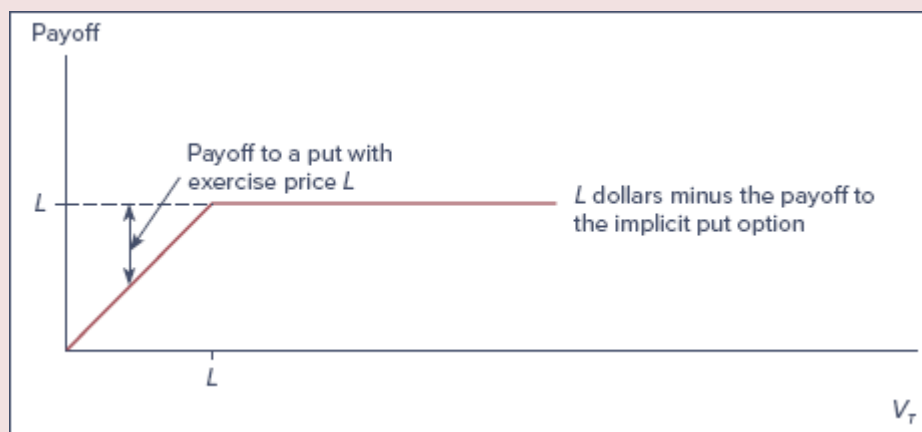 Payoff
Payoff to a put with
exercise price L
L
L dollars minus the payoff to
the implicit put option
L
V_T